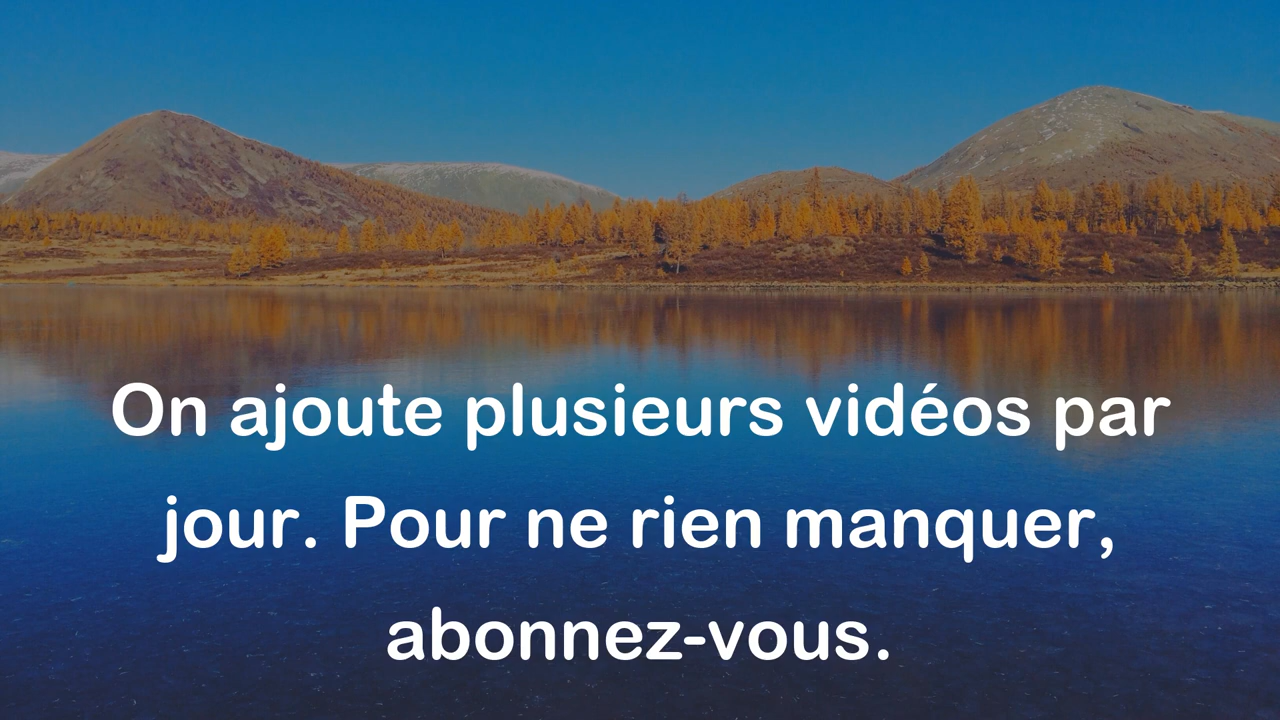 On ajoute plusieurs vidéos par
jour. Pour ne rien manquer,
abonnez-vous.